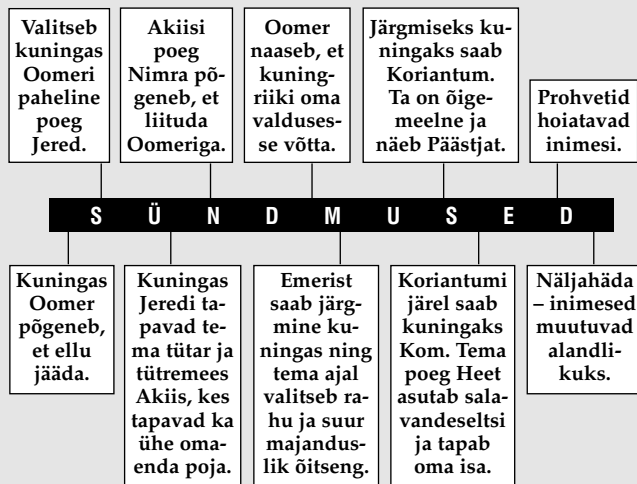 Valitseb
kuningas
Oomeri
paheline
poeg
Jered.
Akiisi
poeg
Nimra põ-
geneb, et
liituda
Oomeriga.
Oomer
naaseb, et
kuning-
riiki oma
valduses-
se võtta.
Järgmiseks ku-
ningaks saab
Koriantum.
Ta on õige-
meelne ja
näeb Päästjat.
Prohvetid
hoiatavad
inimesi.
S Ü N D M U S E D
Kuningas
Oomer
põgeneb,
et ellu
jääda.
Kuningas
Jeredi ta-
pavad te-
ma tütar ja
tütremees
Akiis, kes
tapavad ka
ühe oma-
enda poja.
Emerist
saab järg-
mine ku-
ningas ning
tema ajal
valitseb ra-
hu ja suur
majandus-
lik õitseng.
Koriantumi
järel saab
kuningaks
Kom. Tema
poeg Heet
asutab sala-
vandeseltsi
ja tapab
oma isa.
Näljahäda
– inimesed
muutuvad
alandli-
kuks.